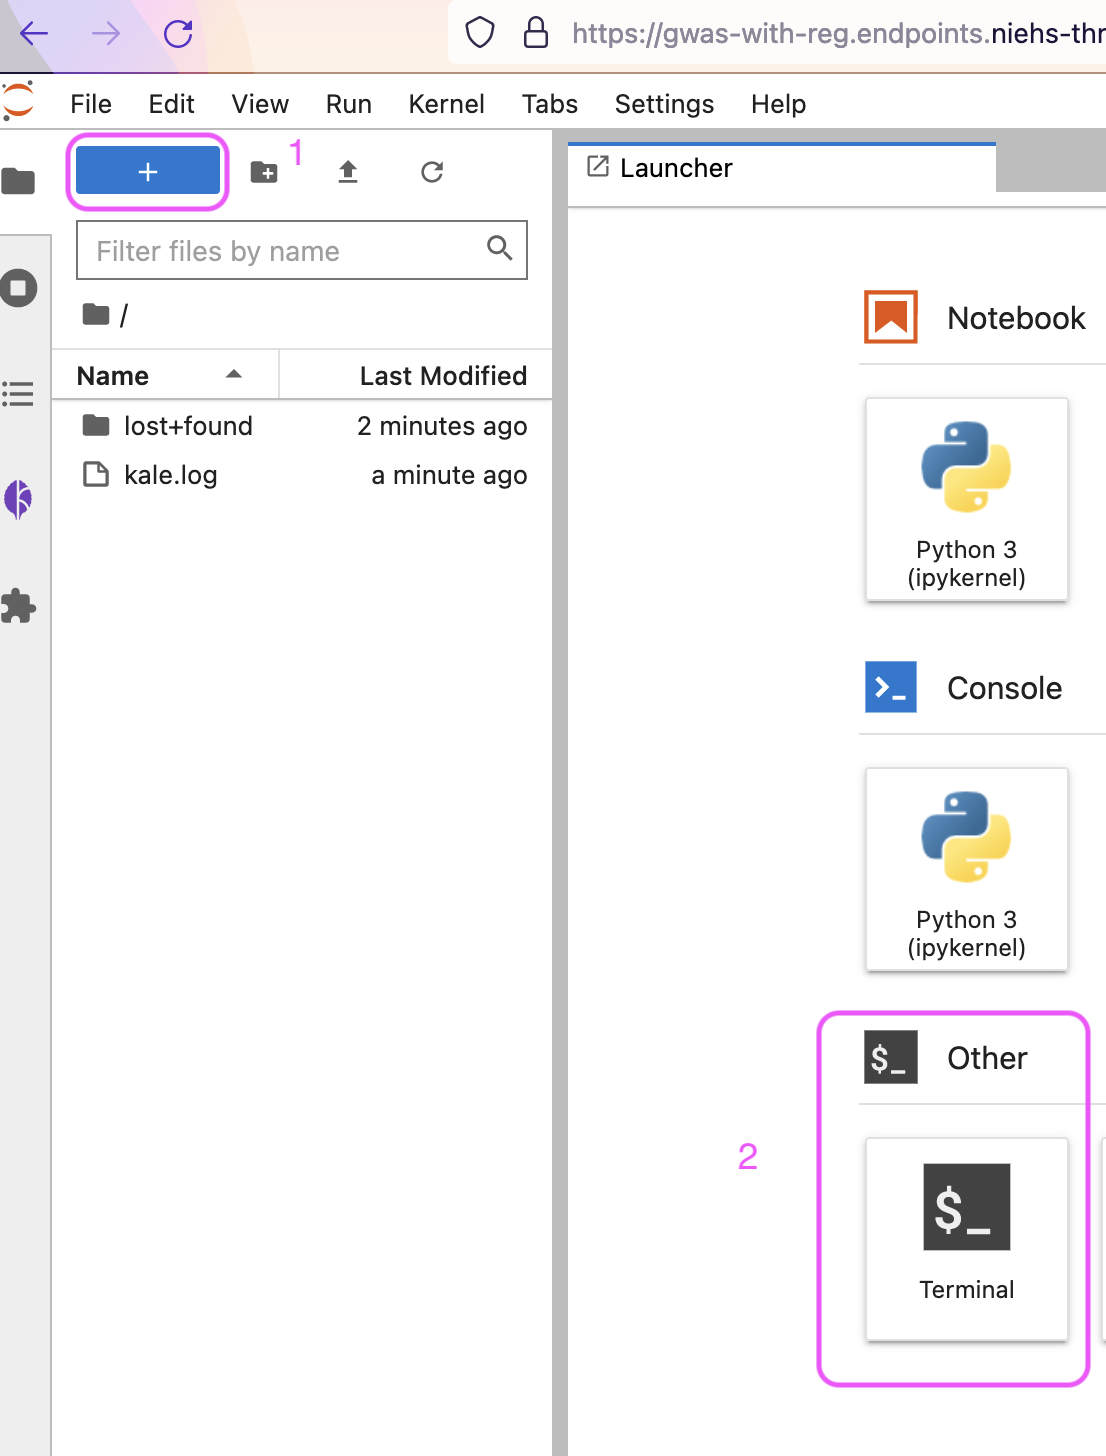 https://gwas-with-reg.endpoints.niehs-thr
File Edit View Run Kernel Tabs Settings Help
+ 1
Launcher
Filter files by name
/
Name Last Modified
lost+found 2 minutes ago
kale.log a minute ago
Notebook
Python 3
(ipykernel)
>_ Console
Python 3
(ipykernel)
$_ Other
2
$_
Terminal